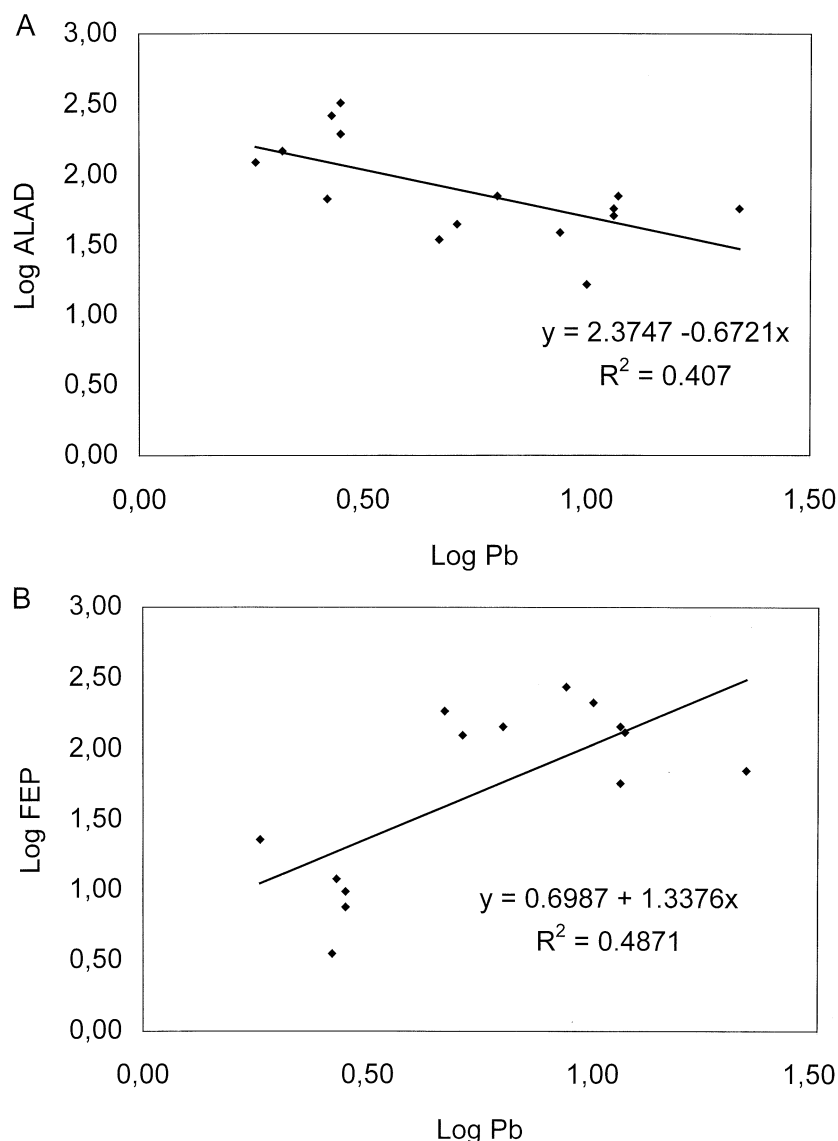 A
3,00
2,50
2,00
1,50
1,00
0,50
0,00
Log ALAD
y = 2.3747 -0.6721x
R² = 0.407
0,00 0,50 1,00 1,50
Log Pb
B
3,00
2,50
2,00
1,50
1,00
0,50
0,00
Log FEP
y = 0.6987 + 1.3376x
R² = 0.4871
0,00 0,50 1,00 1,50
Log Pb